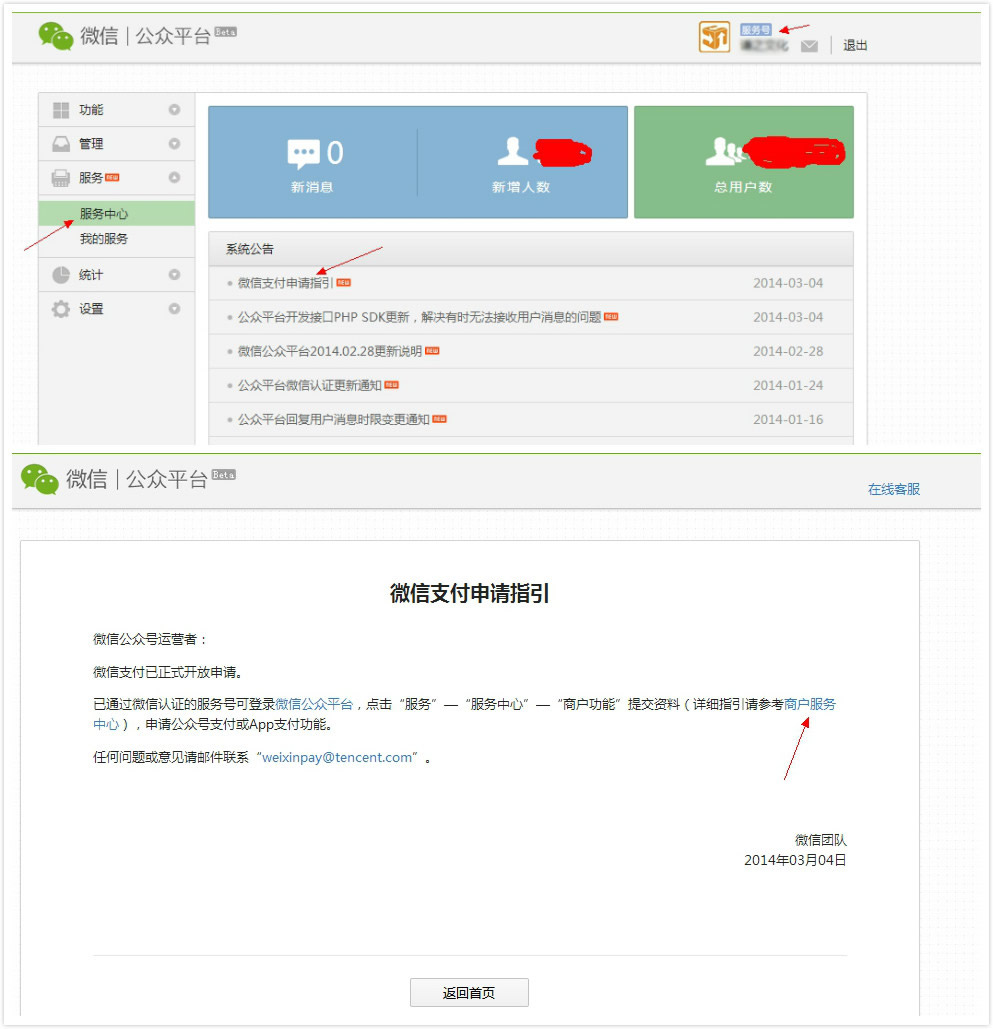 微信 | 公众平台 Beta
服务号
退出
功能
管理
服务 NEW
服务中心
我的服务
统计
设置
0
新消息
新增人数
总用户数
系统公告
微信支付申请指引 NEW 2014-03-04
公众平台开发接口PHP SDK更新，解决有时无法接收用户消息的问题 NEW 2014-03-04
微信公众平台2014.02.28更新说明 NEW 2014-02-28
公众平台微信认证更新通知 NEW 2014-01-24
公众平台回复用户消息时限变更通知 NEW 2014-01-16
微信 | 公众平台 Beta
在线客服
微信支付申请指引
微信公众号运营者：
微信支付已正式开放申请。
已通过微信认证的服务号可登录微信公众平台，点击“服务”—“服务中心”—“商户功能”提交资料（详细指引请参考商户服务
中心），申请公众号支付或App支付功能。
任何问题或意见请邮件联系“weixinpay@tencent.com”。
微信团队
2014年03月04日
返回首页